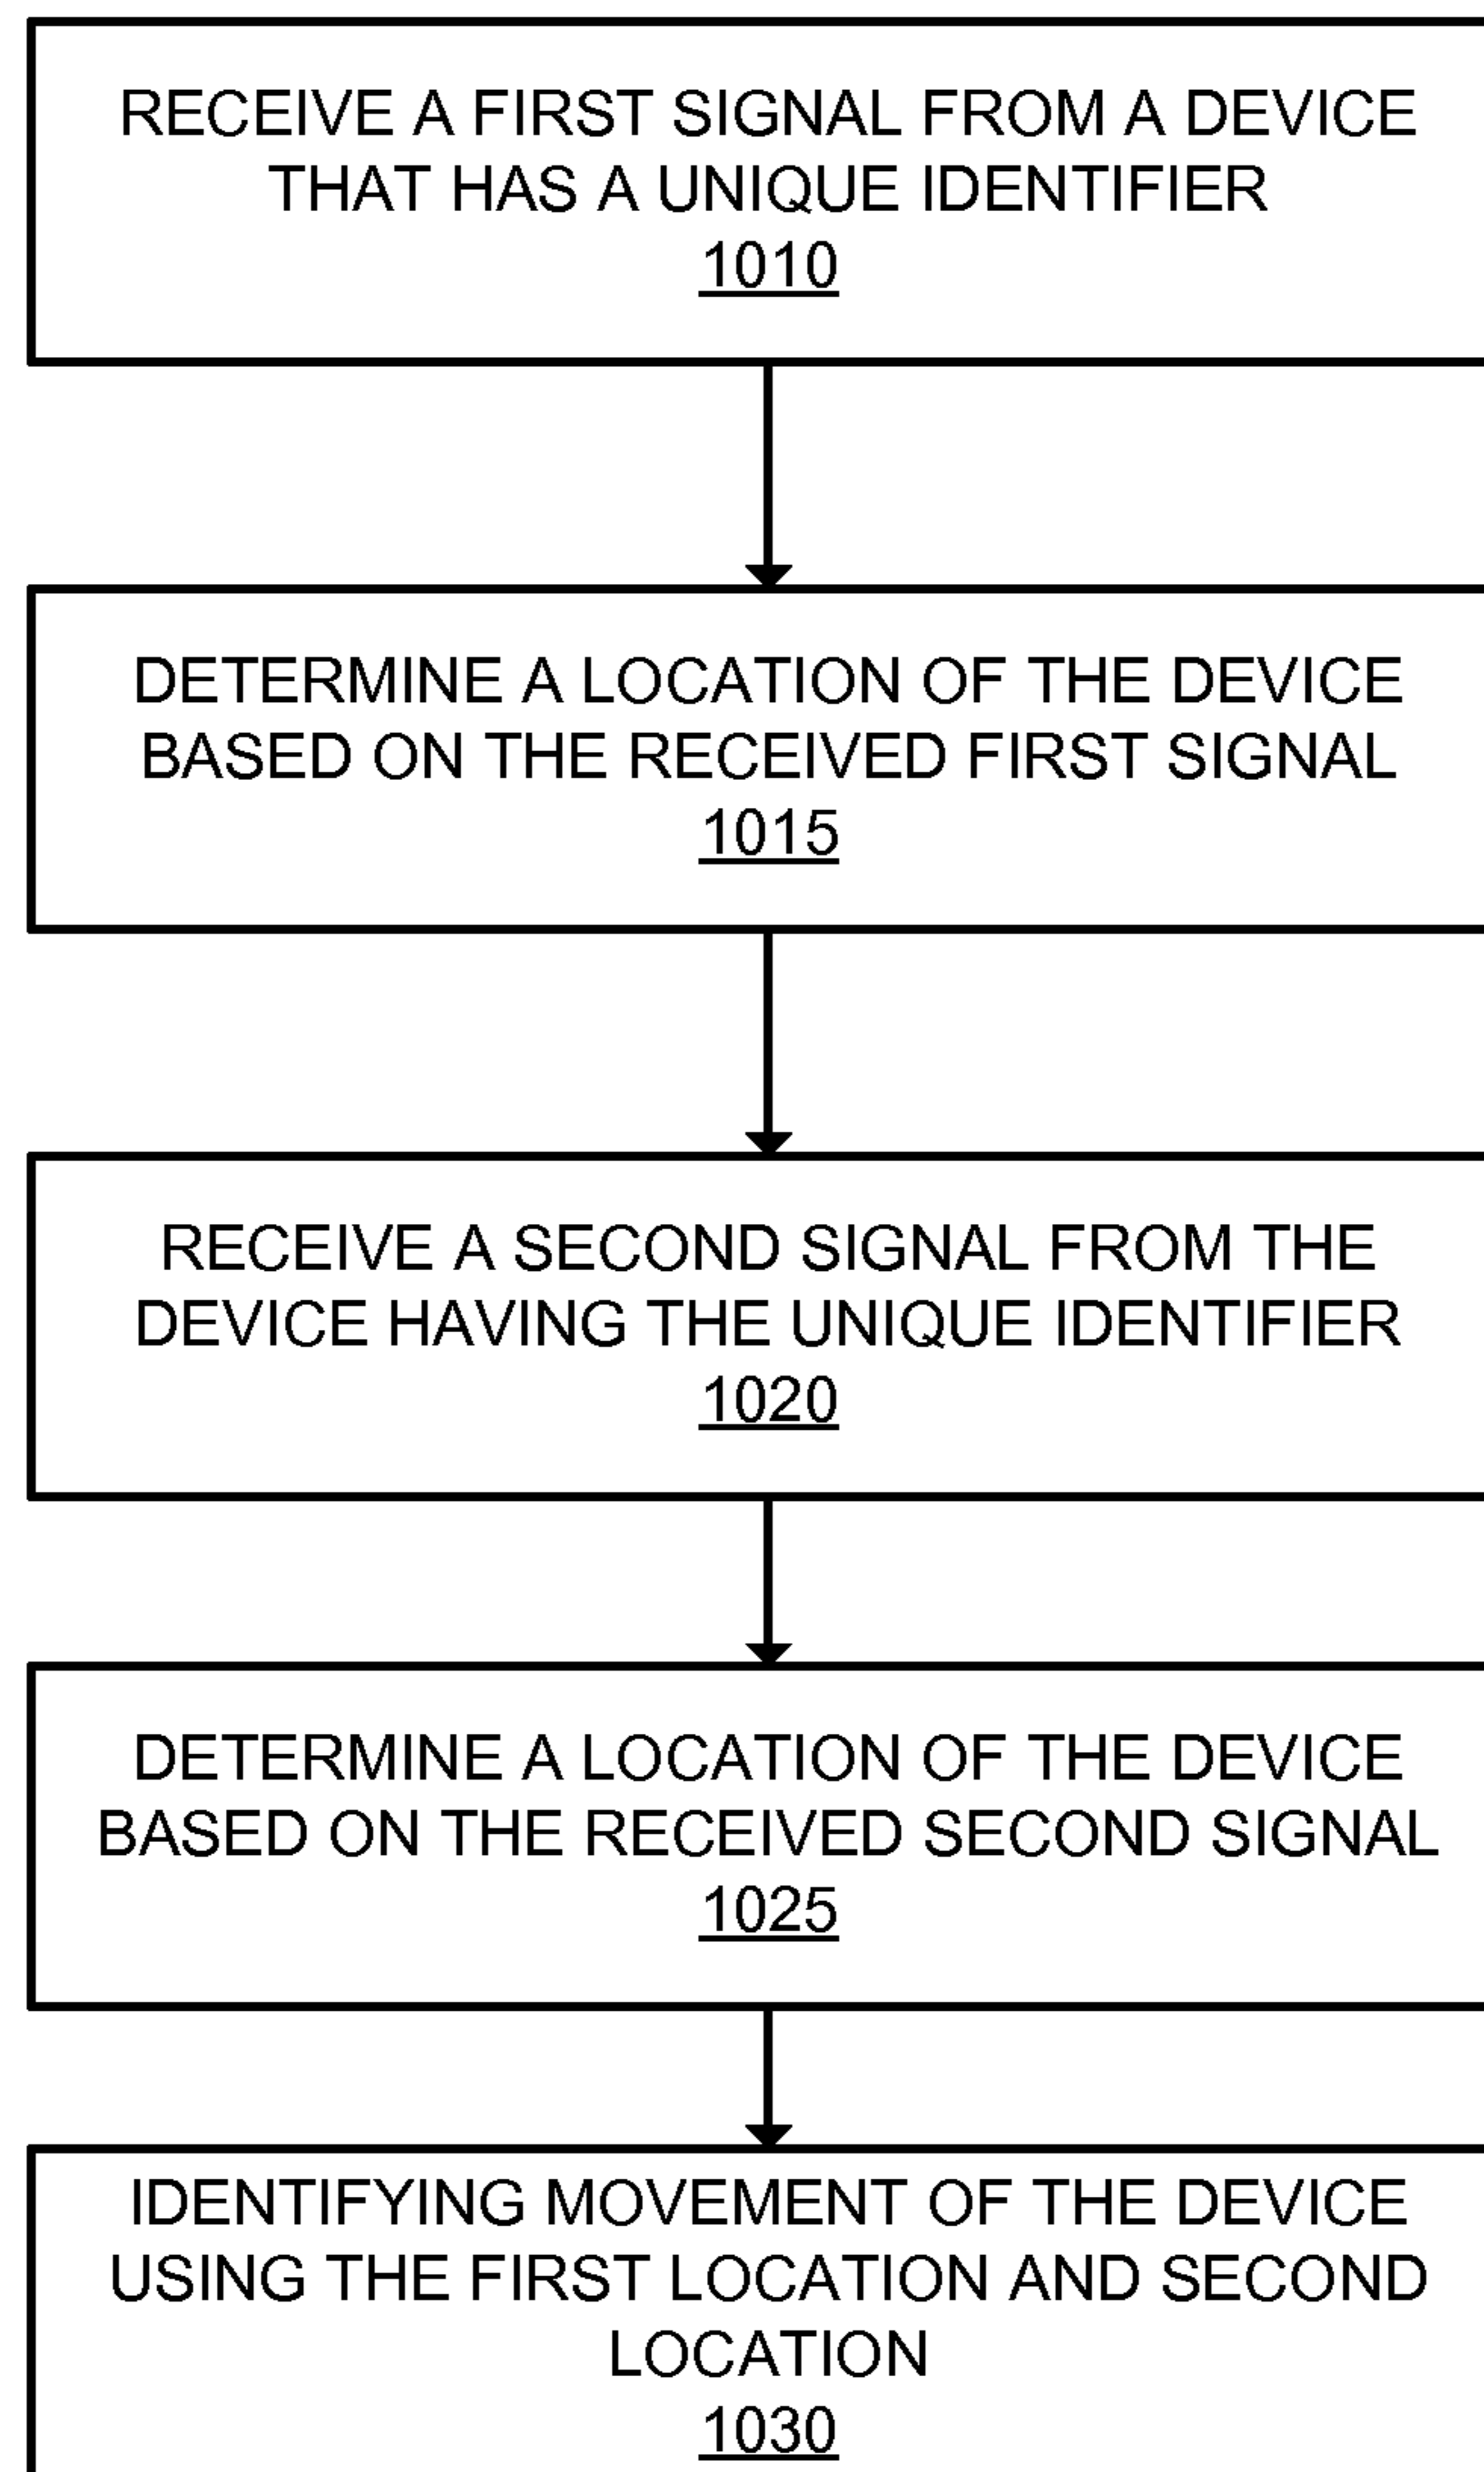 RECEIVE A FIRST SIGNAL FROM A DEVICE
THAT HAS A UNIQUE IDENTIFIER
1010
DETERMINE A LOCATION OF THE DEVICE
BASED ON THE RECEIVED FIRST SIGNAL
1015
RECEIVE A SECOND SIGNAL FROM THE
DEVICE HAVING THE UNIQUE IDENTIFIER
1020
DETERMINE A LOCATION OF THE DEVICE
BASED ON THE RECEIVED SECOND SIGNAL
1025
IDENTIFYING MOVEMENT OF THE DEVICE
USING THE FIRST LOCATION AND SECOND
LOCATION
1030